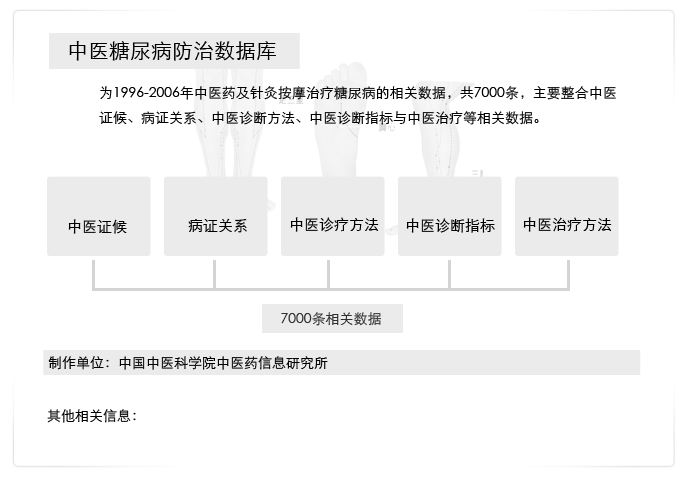 中医糖尿病防治数据库
为1996-2006年中医药及针灸按摩治疗糖尿病的相关数据，共7000条，主要整合中医
证候、病证关系、中医诊断方法、中医诊断指标与中医治疗等相关数据。
中医证候
病证关系
中医诊疗方法
中医诊断指标
中医治疗方法
7000条相关数据
制作单位：中国中医科学院中医药信息研究所
其他相关信息：